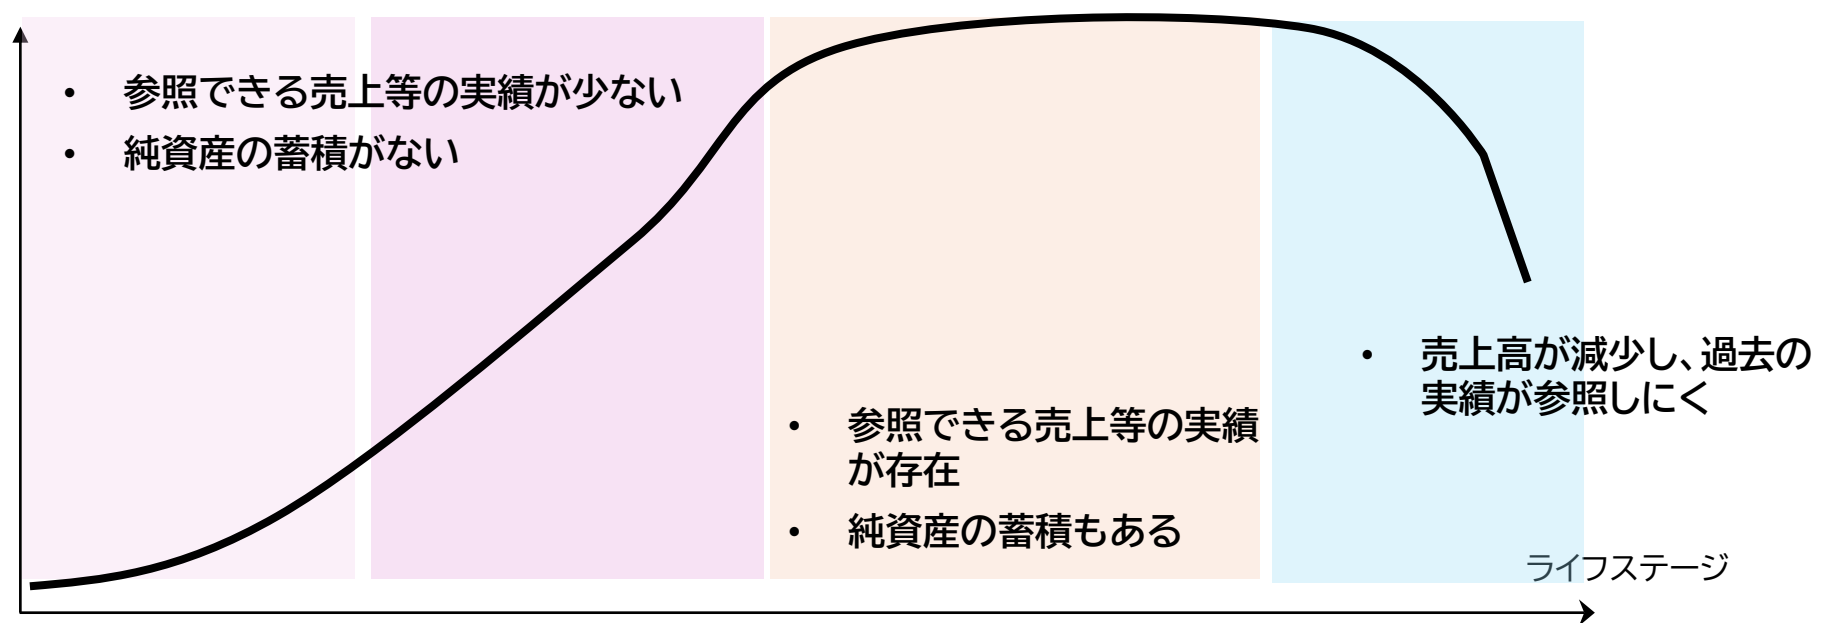 • 参照できる売上等の実績が少ない
• 純資産の蓄積がない
• 参照できる売上等の実績
が存在
• 純資産の蓄積もある
• 売上高が減少し、過去の
実績が参照しにく
ライフステージ